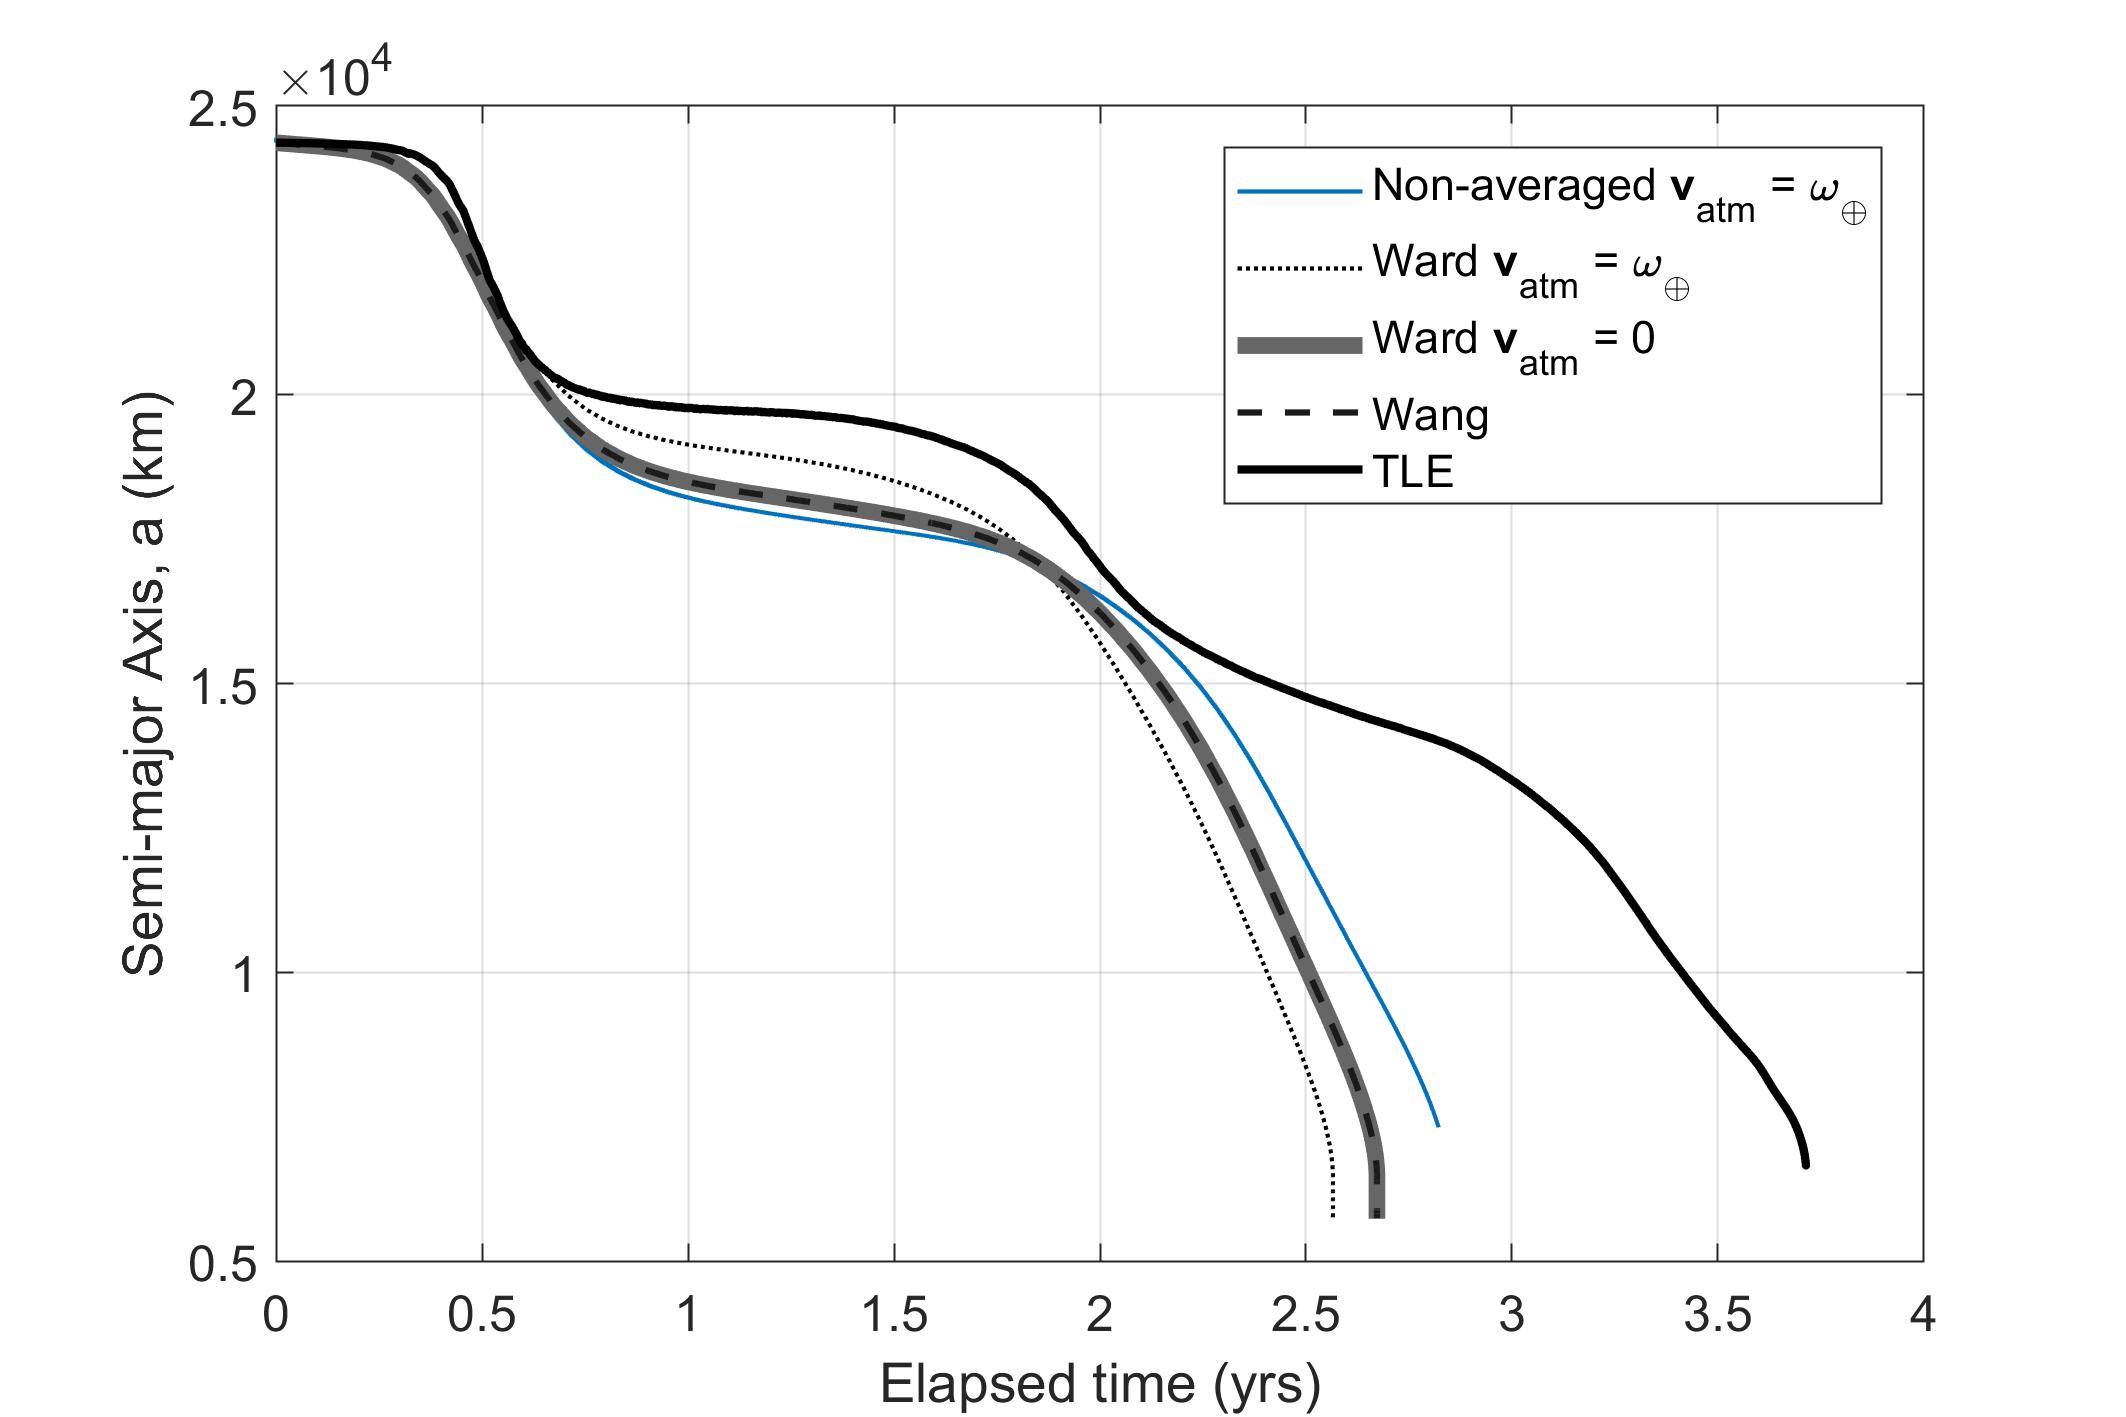 ×10⁴
2.5
2
1.5
1
0.5
0 0.5 1 1.5 2 2.5 3 3.5 4
Semi-major Axis, a (km)
Elapsed time (yrs)
Non-averaged v_atm = ω_⊕
Ward v_atm = ω_⊕
Ward v_atm = 0
Wang
TLE